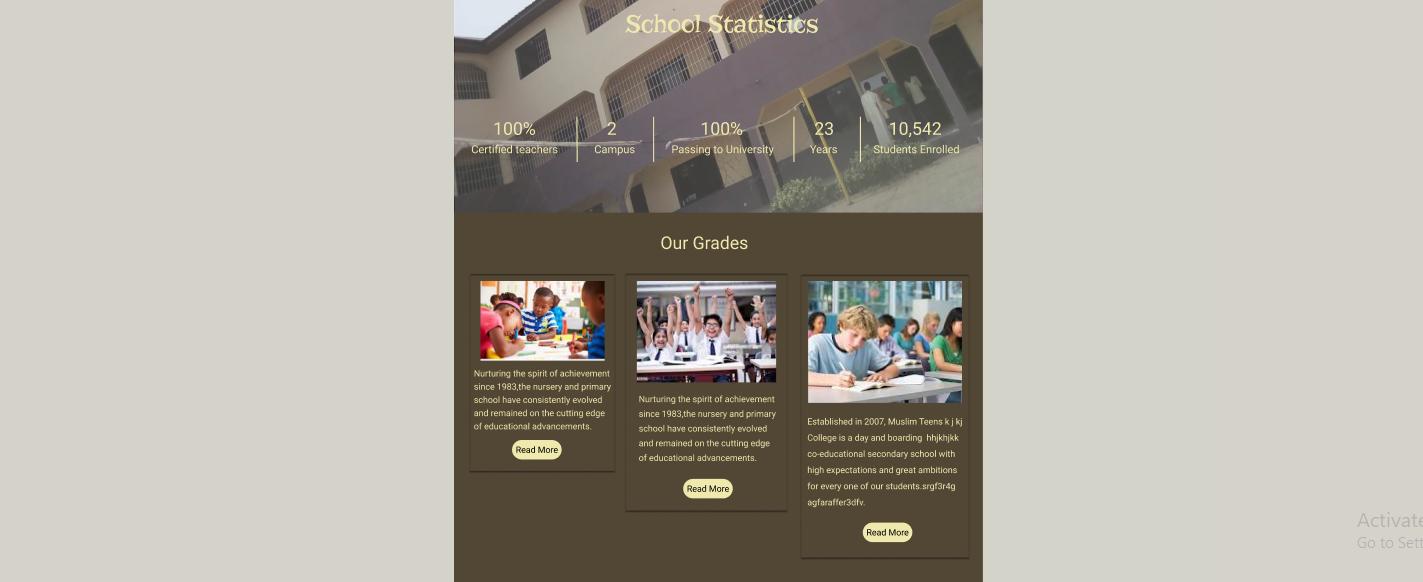 School Statistics
100%
Certified teachers
2
Campus
100%
Passing to University
23
Years
10,542
Students Enrolled
Our Grades
Nurturing the spirit of achievement
since 1983,the nursery and primary
school have consistently evolved
and remained on the cutting edge
of educational advancements.
Read More
Nurturing the spirit of achievement
since 1983,the nursery and primary
school have consistently evolved
and remained on the cutting edge
of educational advancements.
Read More
Established in 2007, Muslim Teens k j kj
College is a day and boarding hhjkhjkk
co-educational secondary school with
high expectations and great ambitions
for every one of our students.srgf3r4g
agfaraffer3dfv.
Read More
Activate
Go to Sett